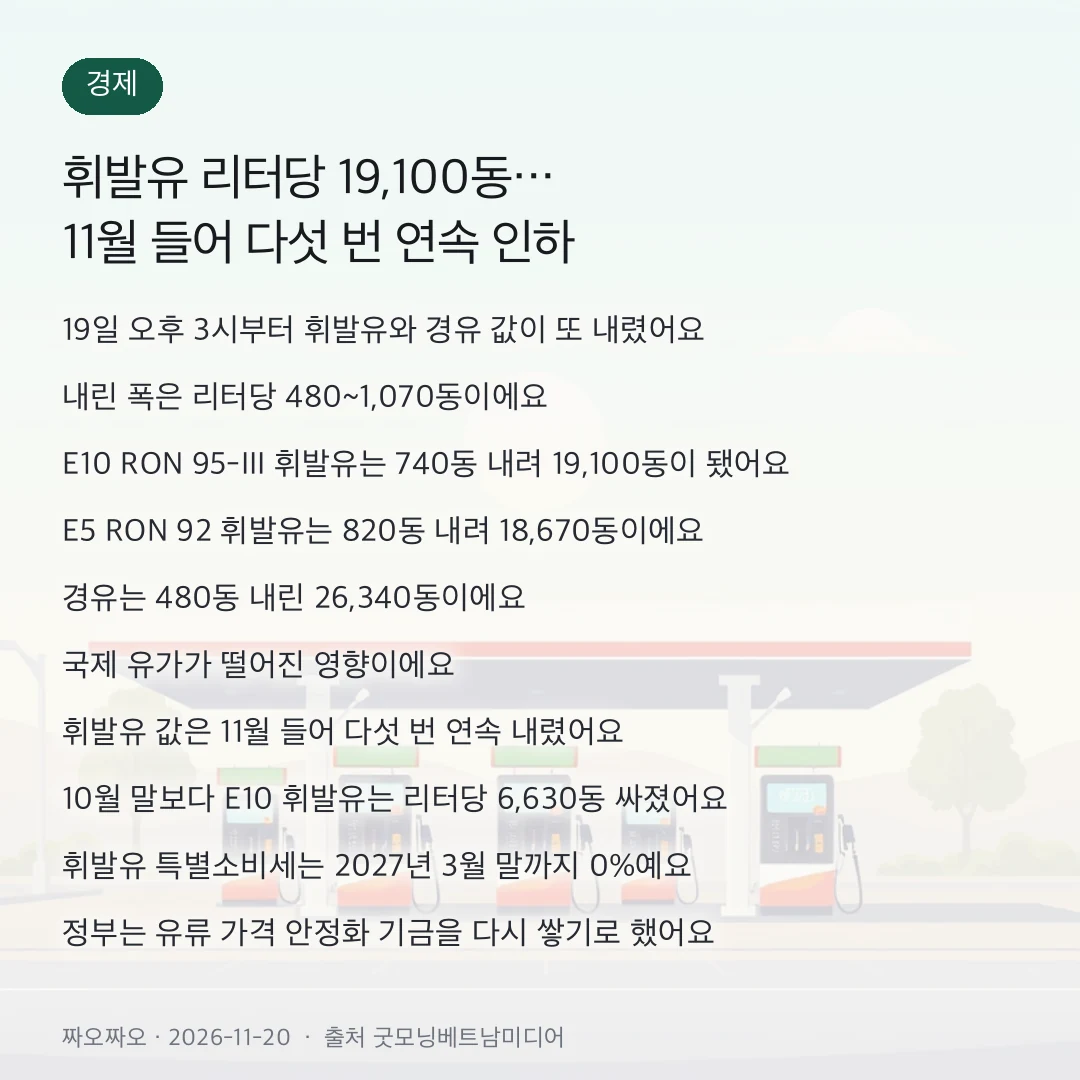 경제
휘발유 리터당 19,100동…
11월 들어 다섯 번 연속 인하
19일 오후 3시부터 휘발유와 경유 값이 또 내렸어요
내린 폭은 리터당 480~1,070동이에요
E10 RON 95-III 휘발유는 740동 내려 19,100동이 됐어요
E5 RON 92 휘발유는 820동 내려 18,670동이에요
경유는 480동 내린 26,340동이에요
국제 유가가 떨어진 영향이에요
휘발유 값은 11월 들어 다섯 번 연속 내렸어요
10월 말보다 E10 휘발유는 리터당 6,630동 싸졌어요
휘발유 특별소비세는 2027년 3월 말까지 0%예요
정부는 유류 가격 안정화 기금을 다시 쌓기로 했어요
짜오짜오 · 2026-11-20 · 출처 굿모닝베트남미디어